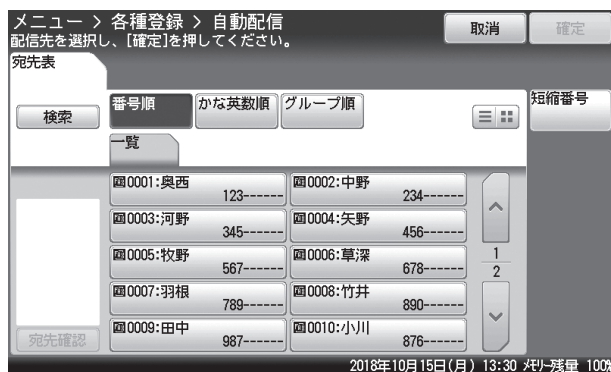 メニュー > 各種登録 > 自動配信
配信先を選択し、[確定]を押してください。
取消
確定
宛先表
検索
番号順
かな英数順
グループ順
短縮番号
一覧
0001:奥西
123------
0002:中野
234------
0003:河野
345------
0004:矢野
456------
0005:牧野
567------
0006:草深
678------
1
2
0007:羽根
789------
0008:竹井
890------
0009:田中
987------
0010:小川
876------
宛先確認
2018年10月15日(月) 13:30 メモリー残量 100%